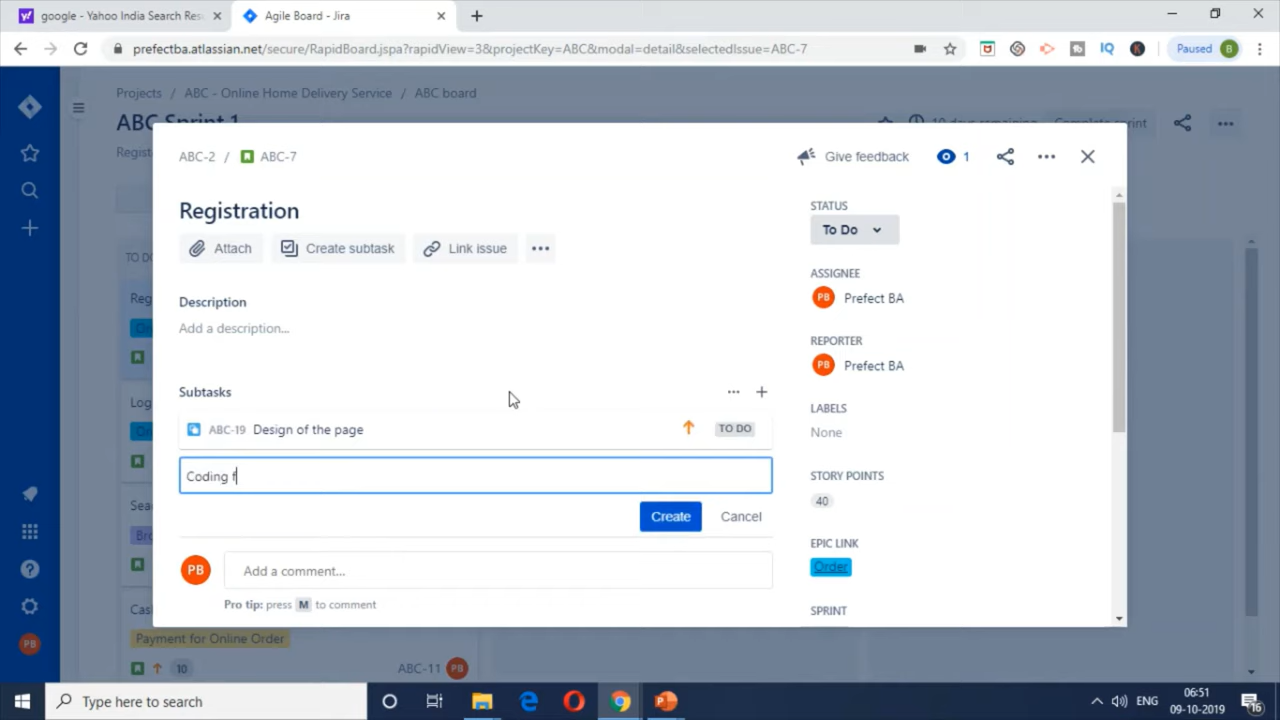 google - Yahoo India Search Res
Agile Board - Jira
prefectba.atlassian.net/secure/RapidBoard.jspa?rapidView=3&projectKey=ABC&modal=detail&selectedIssue=ABC-7
IQ
K
Paused B
Projects / ABC - Online Home Delivery Service / ABC board
ABC Sprint 1
10 days remaining Complete sprint
TO DO
ABC-2 / ABC-7
Give feedback
1
Registration
Attach
Create subtask
Link issue
Description
Add a description...
Subtasks
ABC-19 Design of the page
TO DO
Coding f
Create
Cancel
PB
Add a comment...
Pro tip: press M to comment
STATUS
To Do
ASSIGNEE
PB Prefect BA
REPORTER
PB Prefect BA
LABELS
None
STORY POINTS
40
EPIC LINK
Order
SPRINT
Payment for Online Order
10
ABC-11 PB
PB
Type here to search
ENG
06:51
09-10-2019
16